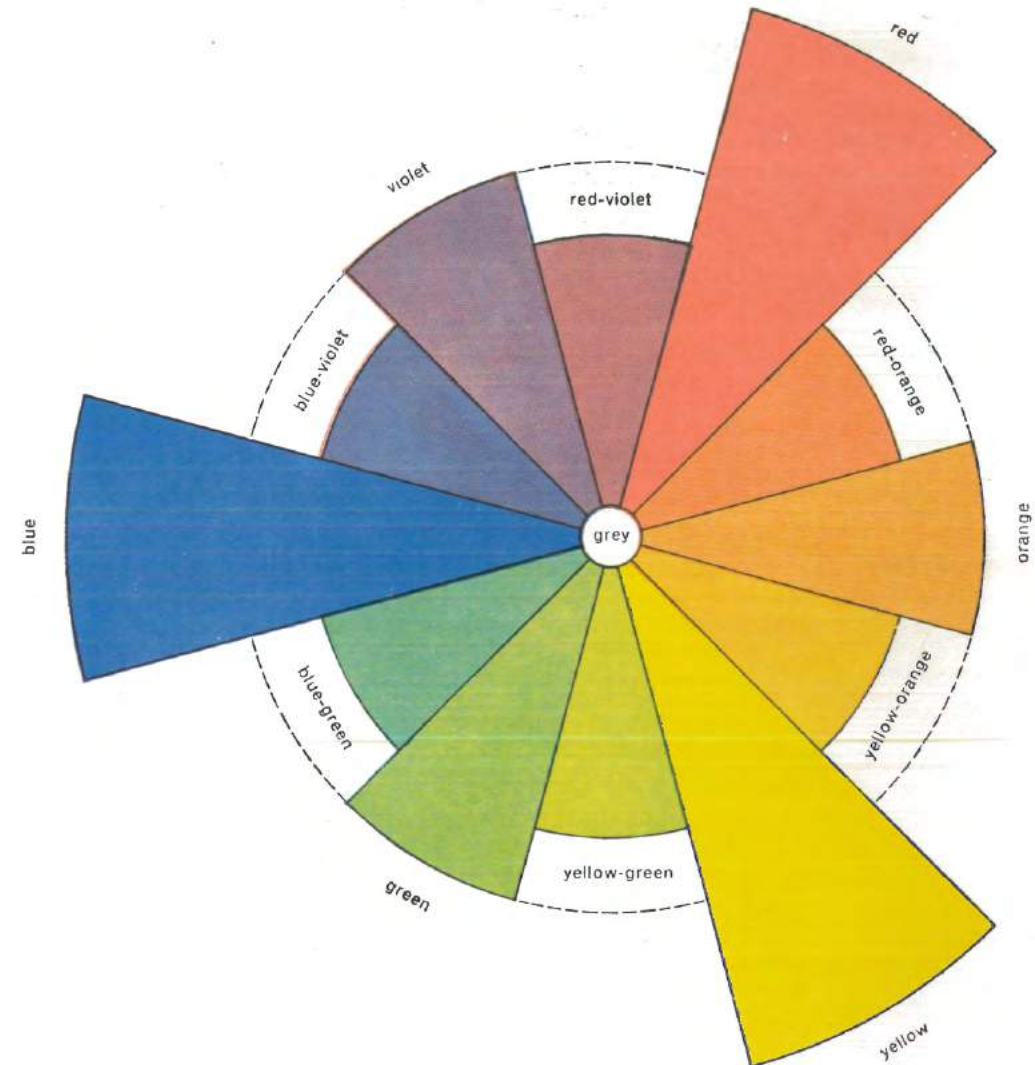 red
violet
red-violet
blue-violet
red-orange
blue
grey
orange
blue-green
yellow-orange
yellow-green
green
yellow